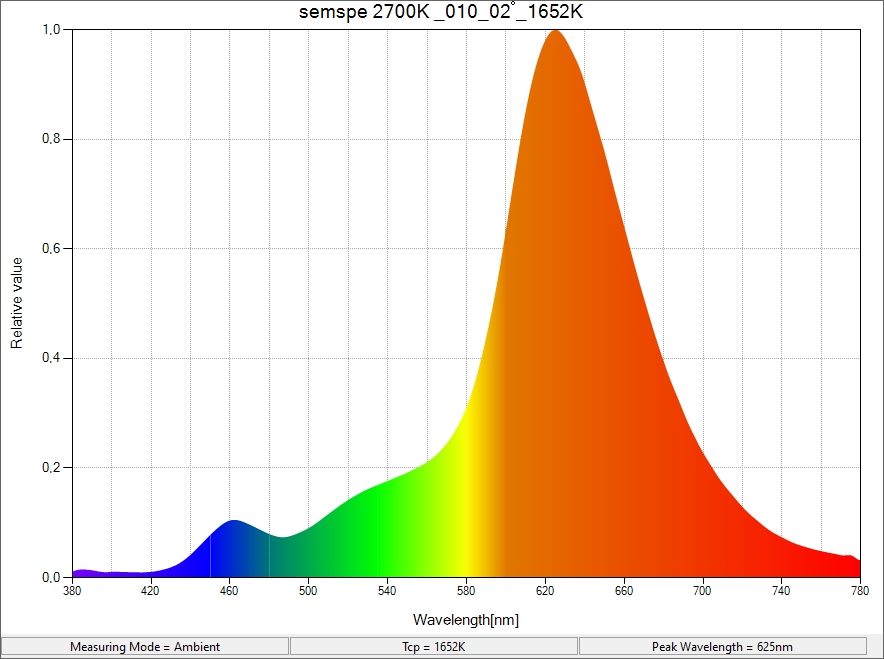 semspe 2700K _010_02°_1652K
1,0
0,8
0,6
0,4
0,2
0,0
Relative value
380 420 460 500 540 580 620 660 700 740 780
Wavelength[nm]
Measuring Mode = Ambient Tcp = 1652K Peak Wavelength = 625nm